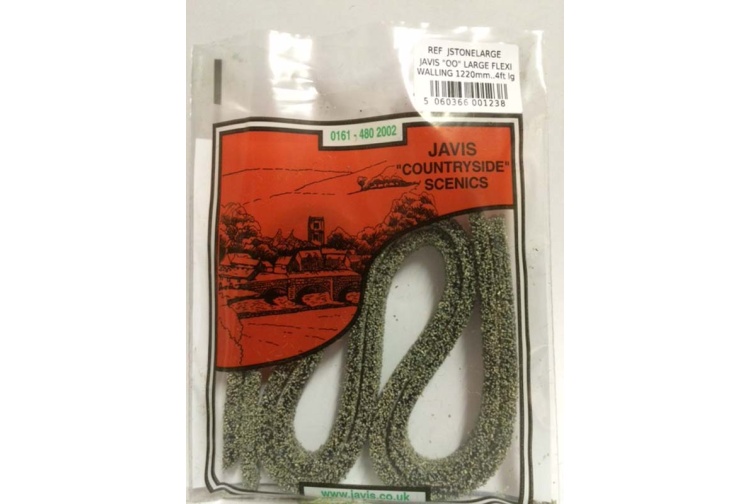 REF JSTONELARGE
JAVIS "OO" LARGE FLEXI
WALLING 1220mm..4ft lg
5 060366 001238
0161 - 480 2002
JAVIS
"COUNTRYSIDE"
SCENICS
www.javis.co.uk